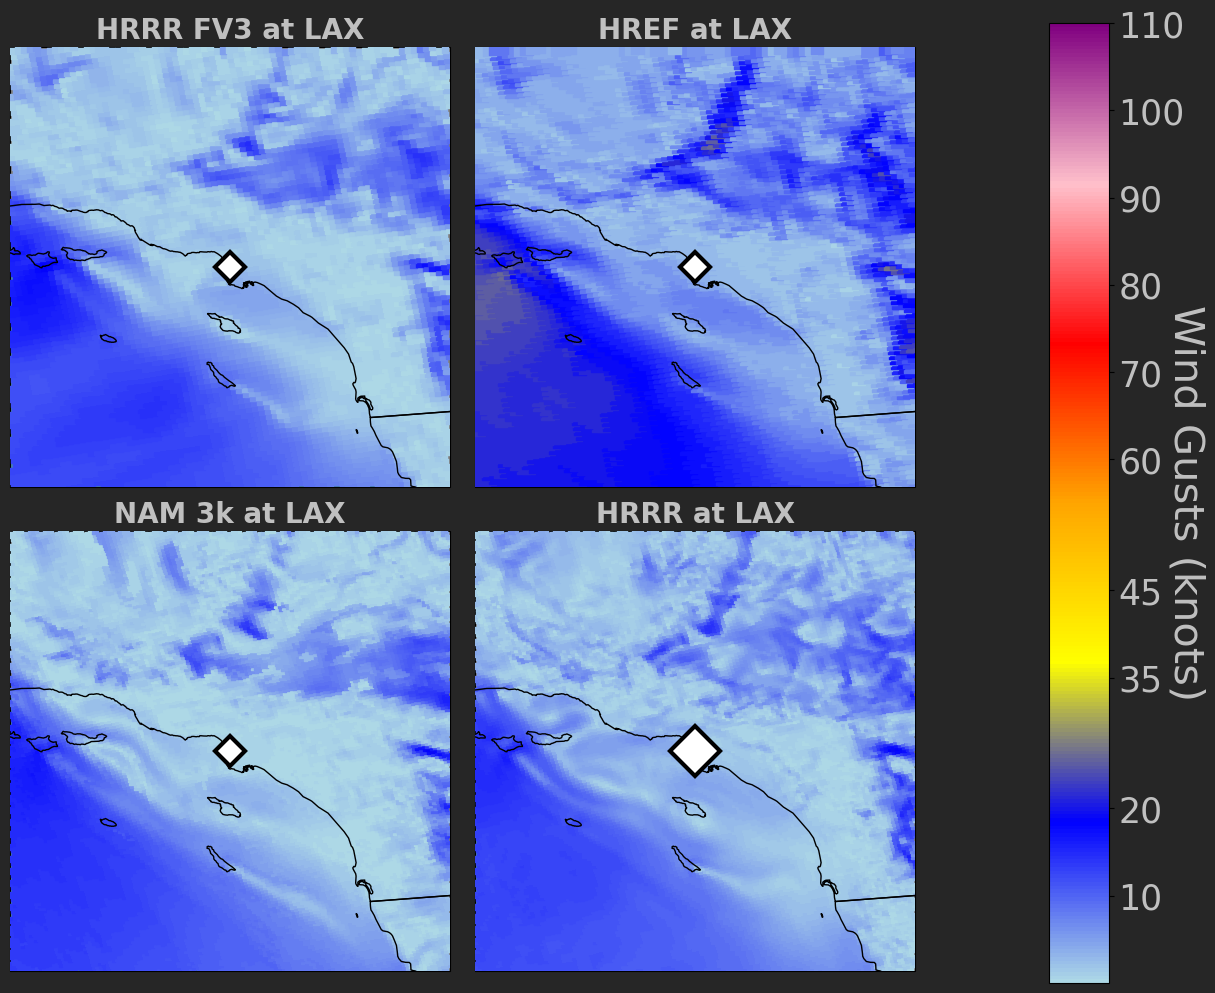 HRRR FV3 at LAX
HREF at LAX
NAM 3k at LAX
HRRR at LAX
110
100
90
80
70
60
45
35
20
10
Wind Gusts (knots)